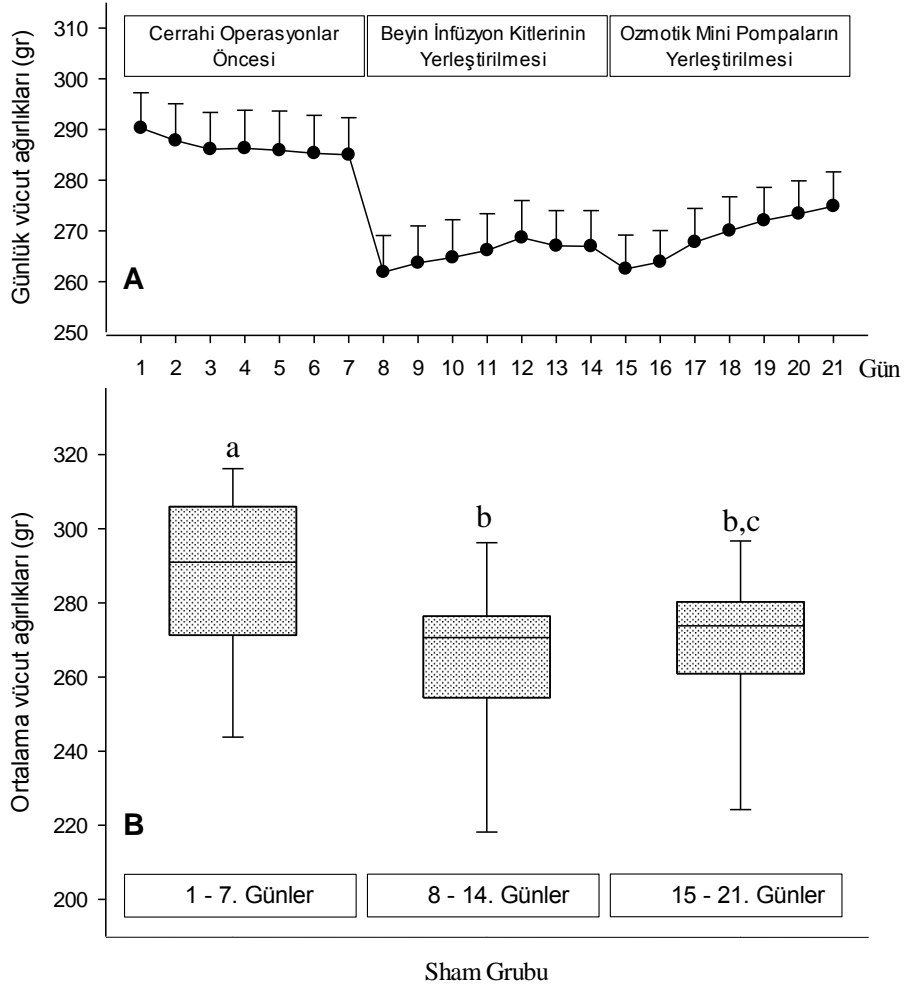 Günlük vücut ağırlıkları (gr)
310
300
290
280
270
260
250
Cerrahi Operasyonlar
Öncesi
Beyin İnfüzyon Kitlerinin
Yerleştirilmesi
Ozmotik Mini Pompaların
Yerleştirilmesi
A
1 2 3 4 5 6 7 8 9 10 11 12 13 14 15 16 17 18 19 20 21 Gün
Ortalama vücut ağırlıkları (gr)
320
300
280
260
240
220
200
a
b
b,c
B
1 - 7. Günler
8 - 14. Günler
15 - 21. Günler
Sham Grubu